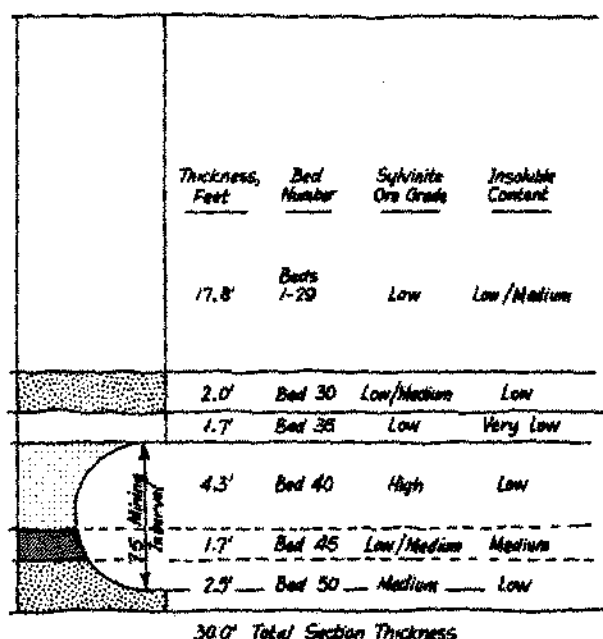 Thickness, Feet Bed Number Sylvinite Ore Grade Insoluble Content
17.8' Beds 1-29 Low Low/Medium
2.0' Bed 30 Low/Medium Low
1.7' Bed 35 Low Very Low
4.3' Bed 40 High Low
1.7' Bed 45 Low/Medium Medium
2.5' Bed 50 Medium Low
7.5' Mining Interval
30.0' Total Section Thickness